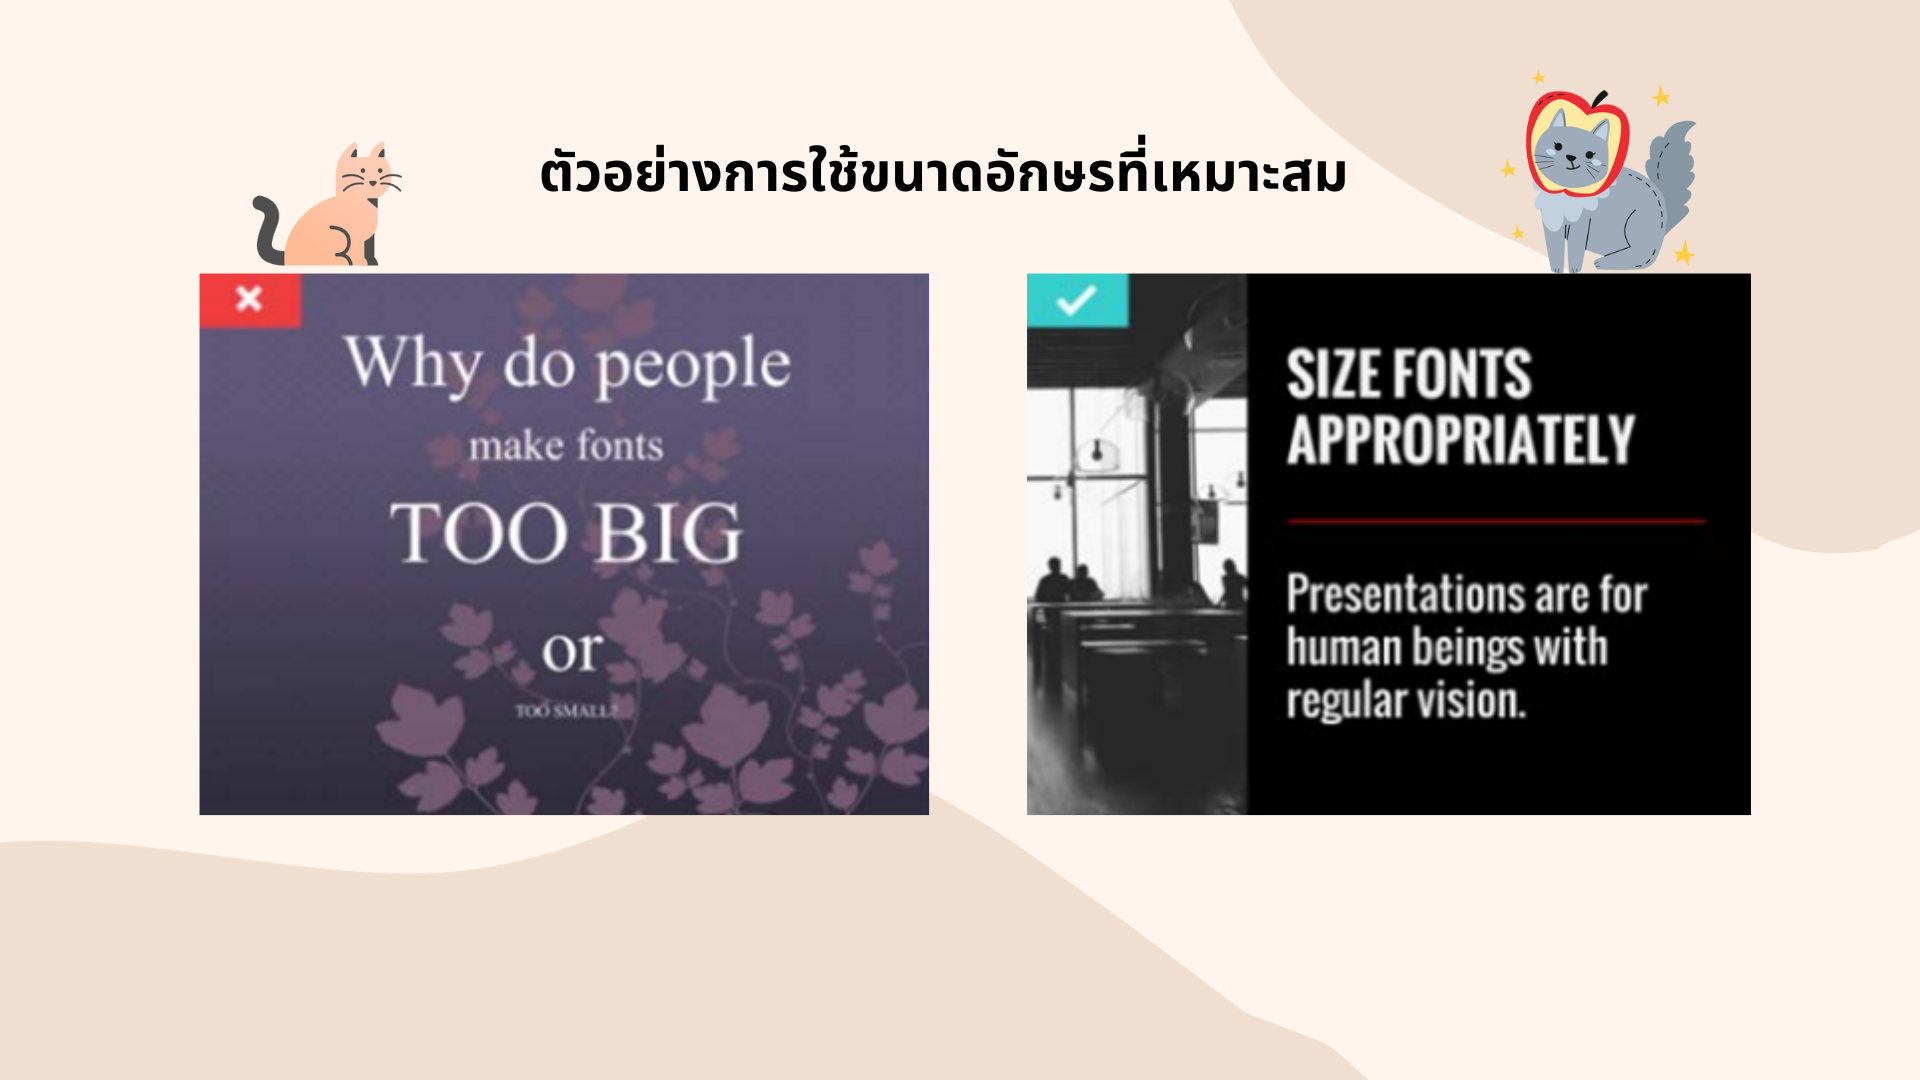 ตัวอย่างการใช้ขนาดอักษรที่เหมาะสม
Why do people
make fonts
TOO BIG
or
TOO SMALL?
SIZE FONTS
APPROPRIATELY
Presentations are for
human beings with
regular vision.